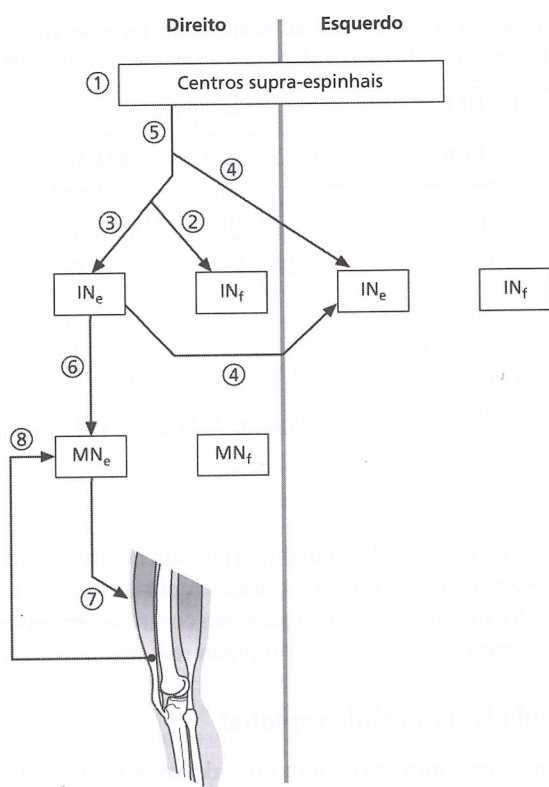 Direito Esquerdo
① Centros supra-espinhais
⑤
④
③ ②
INe INf INe INf
④
⑥
⑧
MNe MNf
⑦